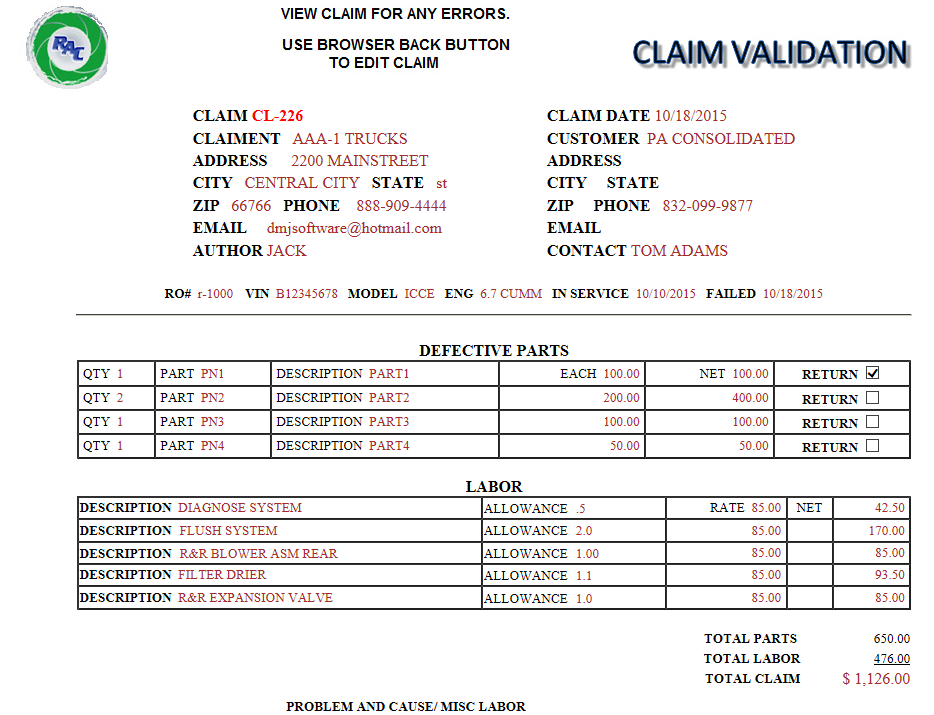 RAC
VIEW CLAIM FOR ANY ERRORS.
USE BROWSER BACK BUTTON
TO EDIT CLAIM
CLAIM VALIDATION
CLAIM CL-226
CLAIMENT AAA-1 TRUCKS
ADDRESS 2200 MAINSTREET
CITY CENTRAL CITY STATE st
ZIP 66766 PHONE 888-909-4444
EMAIL dmjsoftware@hotmail.com
AUTHOR JACK
CLAIM DATE 10/18/2015
CUSTOMER PA CONSOLIDATED
ADDRESS
CITY STATE
ZIP PHONE 832-099-9877
EMAIL
CONTACT TOM ADAMS
RO# r-1000 VIN B12345678 MODEL ICCE ENG 6.7 CUMM IN SERVICE 10/10/2015 FAILED 10/18/2015
DEFECTIVE PARTS
QTY 1 PART PN1 DESCRIPTION PART1 EACH 100.00 NET 100.00 RETURN
QTY 2 PART PN2 DESCRIPTION PART2 200.00 400.00 RETURN
QTY 1 PART PN3 DESCRIPTION PART3 100.00 100.00 RETURN
QTY 1 PART PN4 DESCRIPTION PART4 50.00 50.00 RETURN
LABOR
DESCRIPTION DIAGNOSE SYSTEM ALLOWANCE .5 RATE 85.00 NET 42.50
DESCRIPTION FLUSH SYSTEM ALLOWANCE 2.0 85.00 170.00
DESCRIPTION R&R BLOWER ASM REAR ALLOWANCE 1.00 85.00 85.00
DESCRIPTION FILTER DRIER ALLOWANCE 1.1 85.00 93.50
DESCRIPTION R&R EXPANSION VALVE ALLOWANCE 1.0 85.00 85.00
TOTAL PARTS 650.00
TOTAL LABOR 476.00
TOTAL CLAIM $ 1,126.00
PROBLEM AND CAUSE/ MISC LABOR